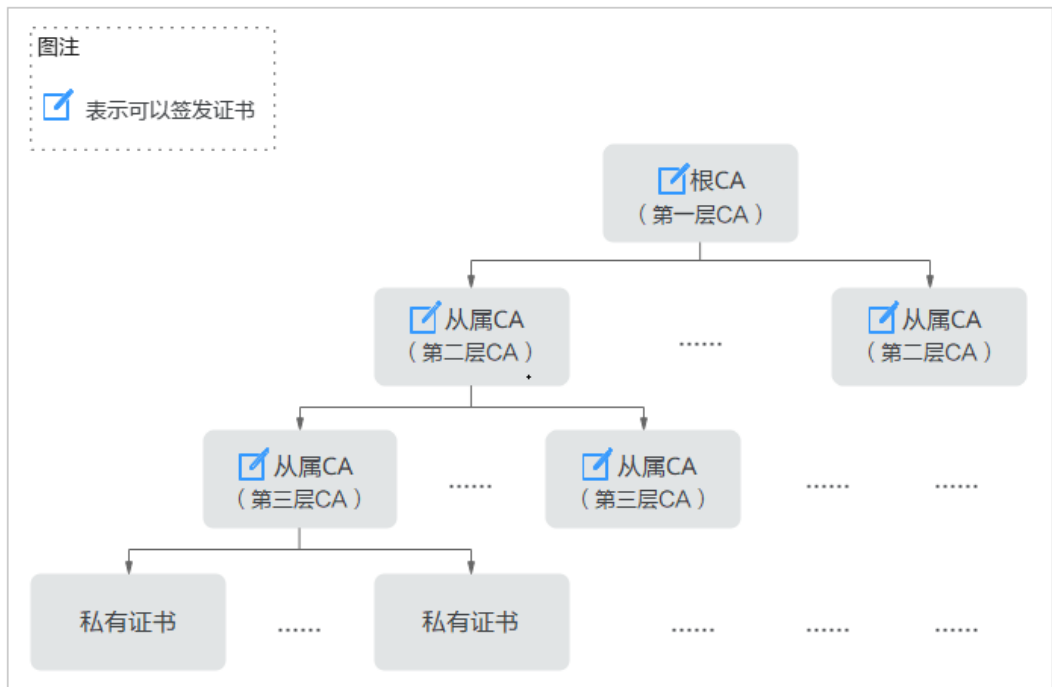 图注
表示可以签发证书
根CA
（第一层CA）
从属CA
（第二层CA）
......
从属CA
（第二层CA）
从属CA
（第三层CA）
......
从属CA
（第三层CA）
......
......
私有证书
......
私有证书
......
......
......